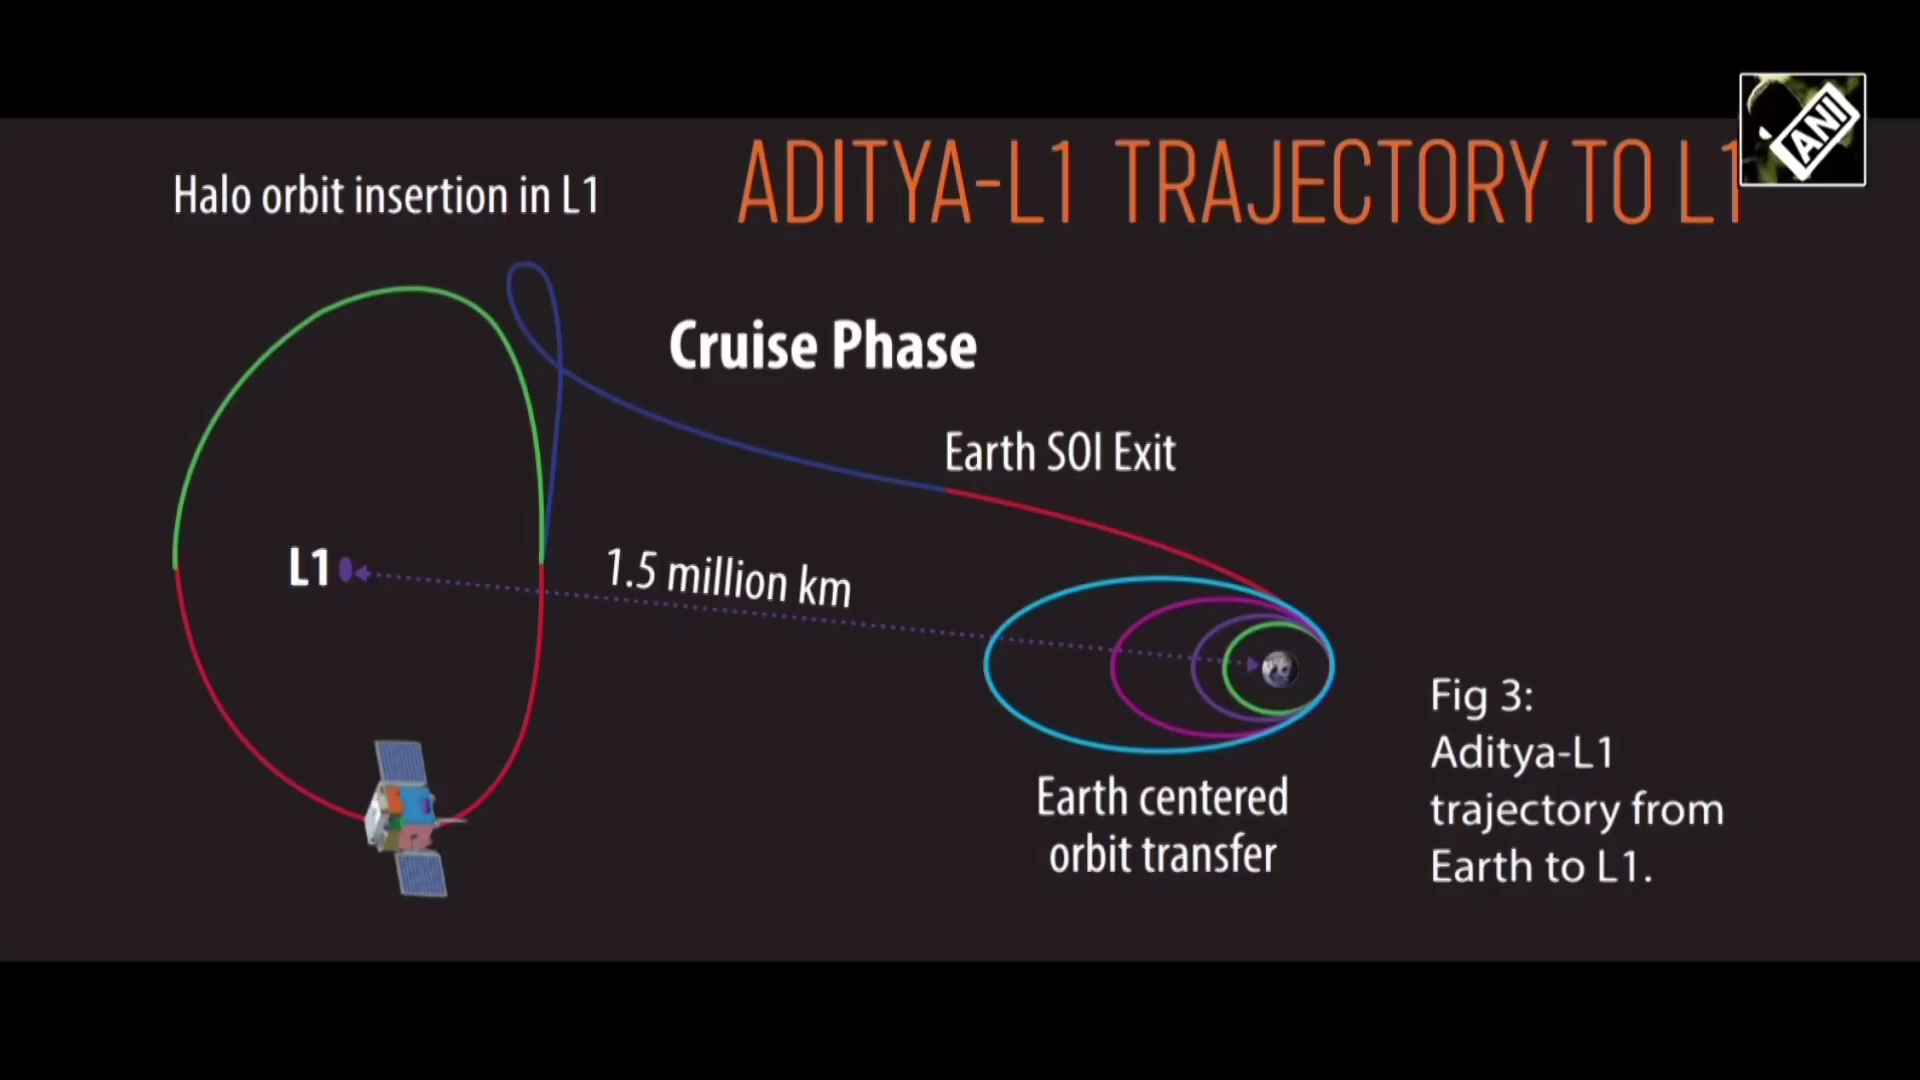 ANI
ADITYA-L1 TRAJECTORY TO L1
Halo orbit insertion in L1
Cruise Phase
Earth SOI Exit
L1
1.5 million km
Earth centered
orbit transfer
Fig 3:
Aditya-L1
trajectory from
Earth to L1.